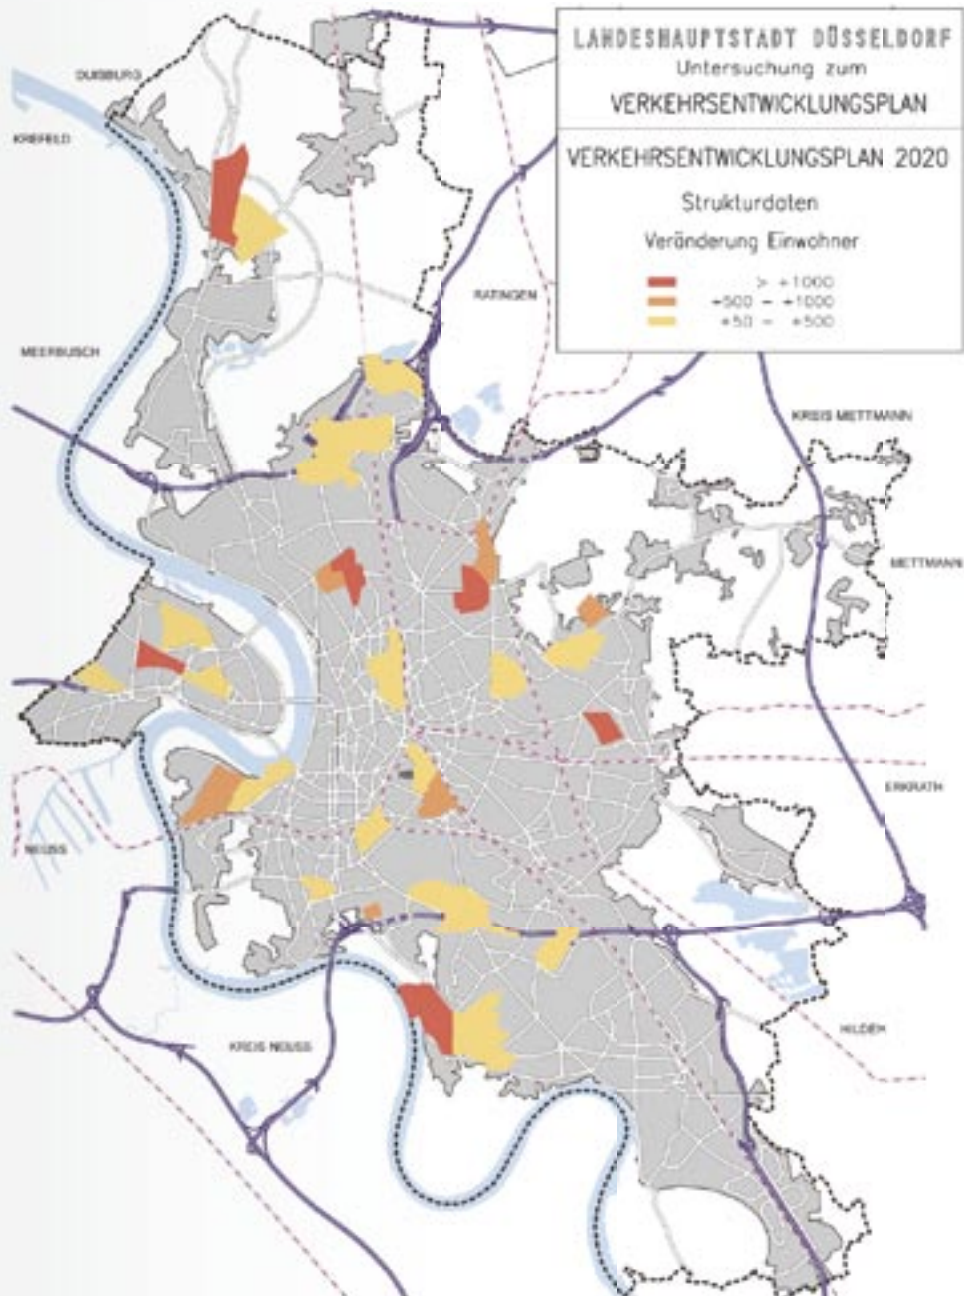 LANDESHAUPTSTADT DÜSSELDORF
Untersuchung zum
VERKEHRSENTWICKLUNGSPLAN
VERKEHRSENTWICKLUNGSPLAN 2020
Strukturdaten
Veränderung Einwohner
> +1000
+500 - +1000
+50 - +500
DUISBURG
KREFELD
RATINGEN
MEERBUSCH
KREIS METTMANN
METTMANN
ERKRATH
NEUSS
HILDEN
KREIS NEUSS